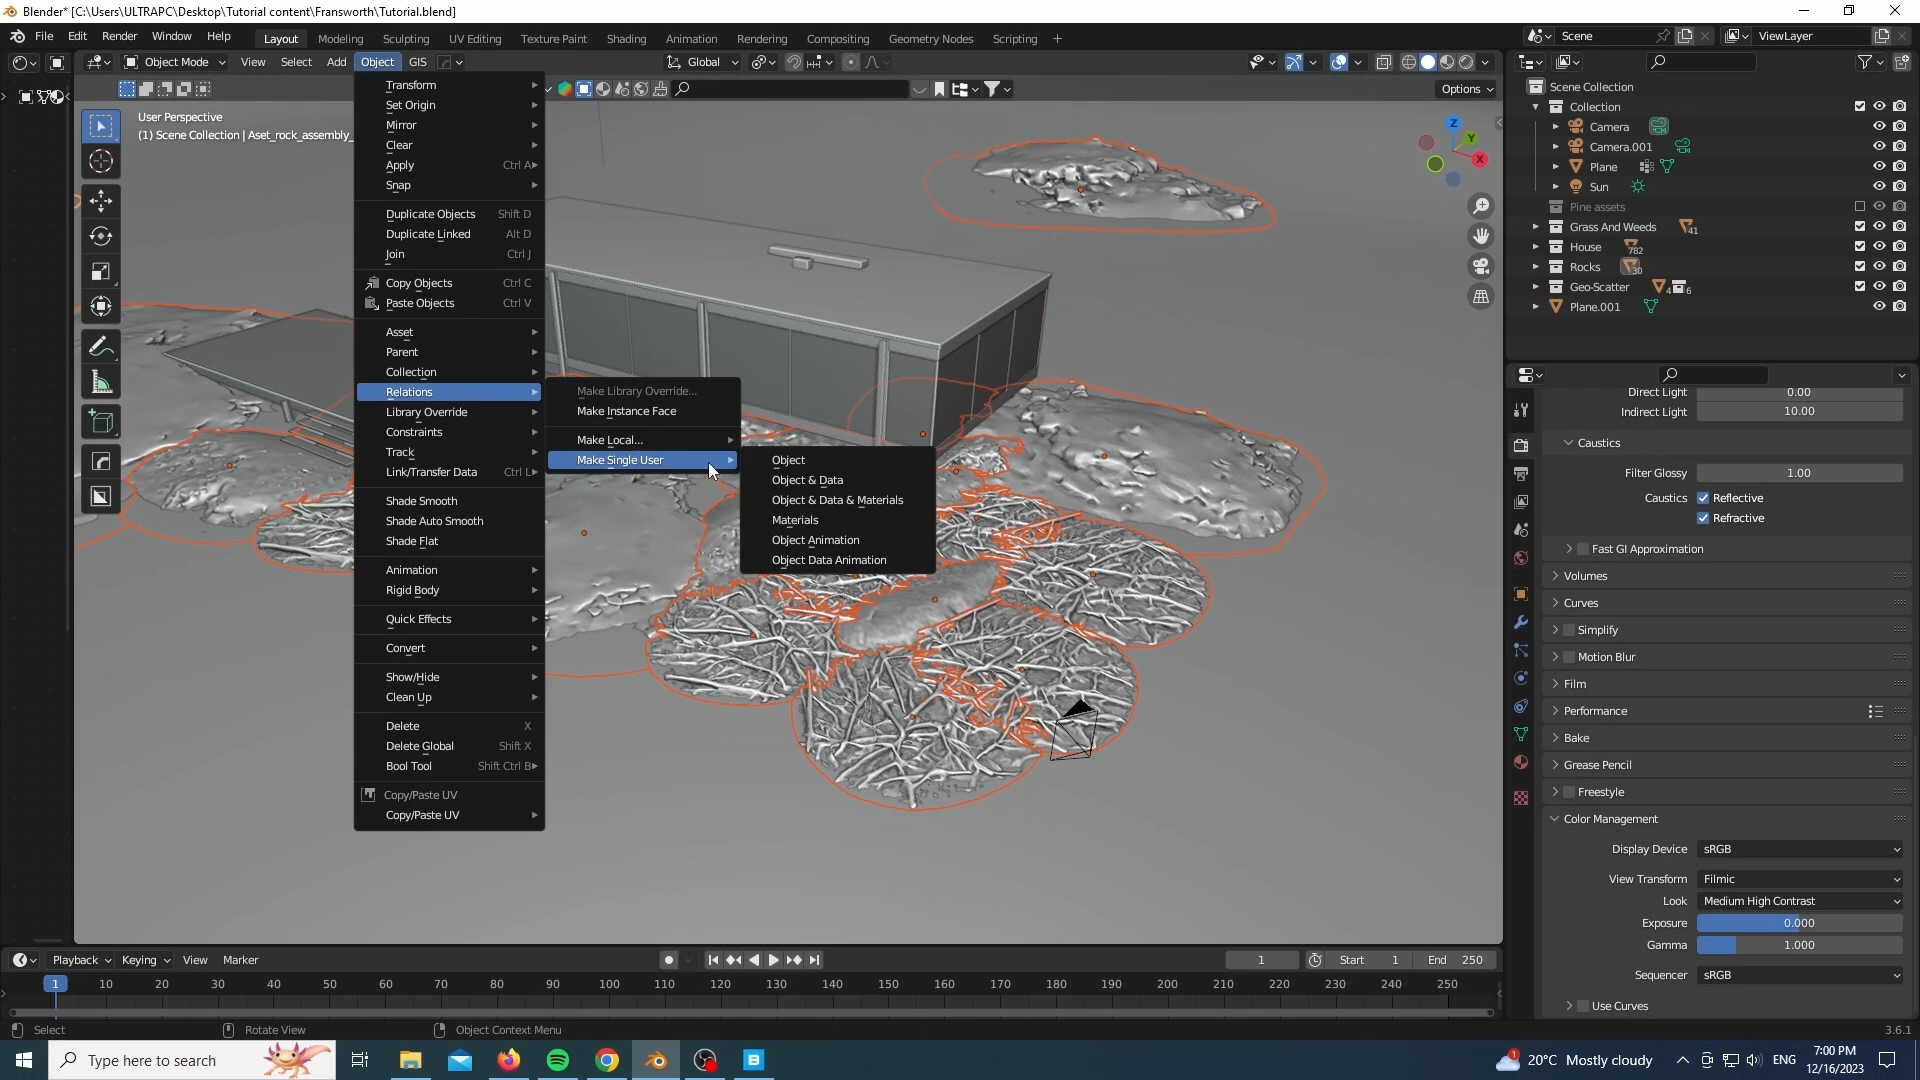 Blender* [C:\Users\ULTRAPC\Desktop\Tutorial content\Fransworth\Tutorial.blend]
File Edit Render Window Help Layout Modeling Sculpting UV Editing Texture Paint Shading Animation Rendering Compositing Geometry Nodes Scripting + Scene ViewLayer
Object Mode View Select Add Object GIS Global
Options
User Perspective
(1) Scene Collection | Aset_rock_assembly_
Transform
Set Origin
Mirror
Clear
Apply Ctrl A
Snap
Duplicate Objects Shift D
Duplicate Linked Alt D
Join Ctrl J
Copy Objects Ctrl C
Paste Objects Ctrl V
Asset
Parent
Collection
Relations
Library Override
Constraints
Track
Link/Transfer Data Ctrl L
Shade Smooth
Shade Auto Smooth
Shade Flat
Animation
Rigid Body
Quick Effects
Convert
Show/Hide
Clean Up
Delete X
Delete Global Shift X
Bool Tool Shift Ctrl B
Copy/Paste UV
Copy/Paste UV
Make Library Override...
Make Instance Face
Make Local...
Make Single User
Object
Object & Data
Object & Data & Materials
Materials
Object Animation
Object Data Animation
Z
Y
X
Scene Collection
Collection
Camera
Camera.001
Plane
Sun
Pine assets
Grass And Weeds 41
House 782
Rocks 30
Geo-Scatter 4 6
Plane.001
Direct Light 0.00
Indirect Light 10.00
Caustics
Filter Glossy 1.00
Caustics Reflective
Refractive
Fast GI Approximation
Volumes
Curves
Simplify
Motion Blur
Film
Performance
Bake
Grease Pencil
Freestyle
Color Management
Display Device sRGB
View Transform Filmic
Look Medium High Contrast
Exposure 0.000
Gamma 1.000
Sequencer sRGB
Use Curves
Playback Keying View Marker 1 Start 1 End 250
1 10 20 30 40 50 60 70 80 90 100 110 120 130 140 150 160 170 180 190 200 210 220 230 240 250
Select Rotate View Object Context Menu 3.6.1
Type here to search B 1 20°C Mostly cloudy ENG 7:00 PM
12/16/2023